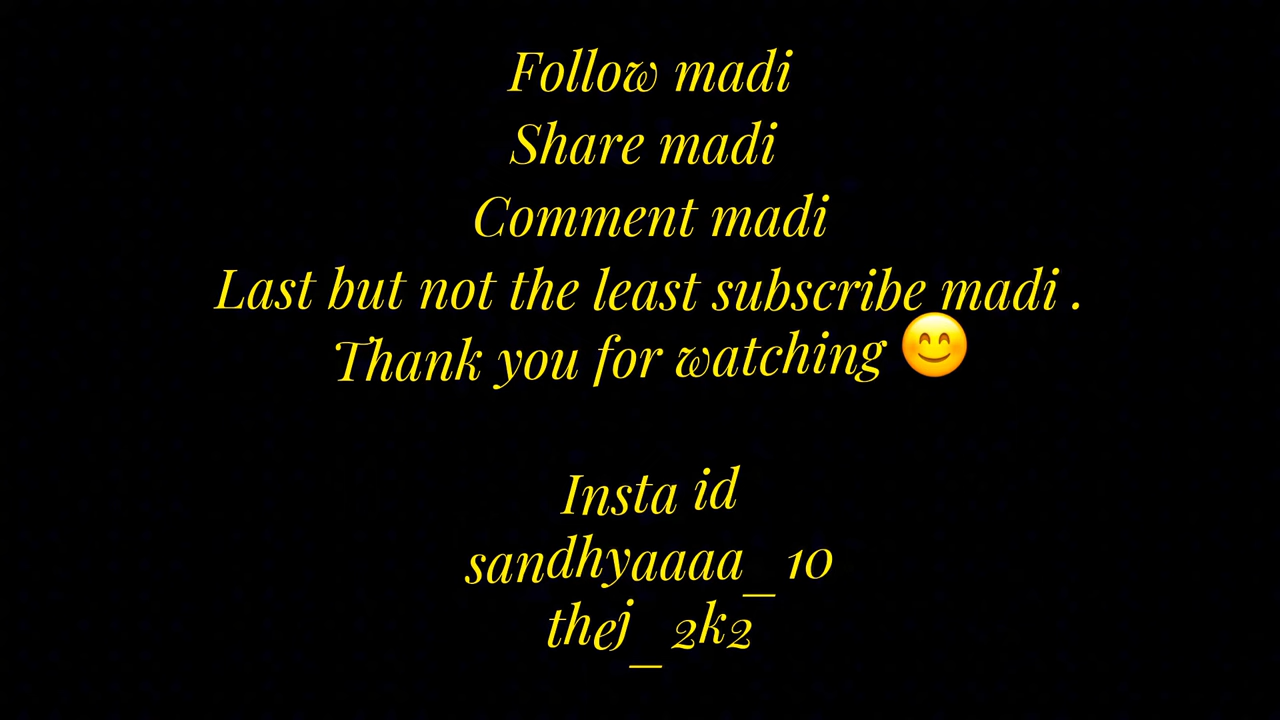 Follow madi
Share madi
Comment madi
Last but not the least subscribe madi .
Thank you for watching 😊
Insta id
sandhyaaaa_10
thej_2k2